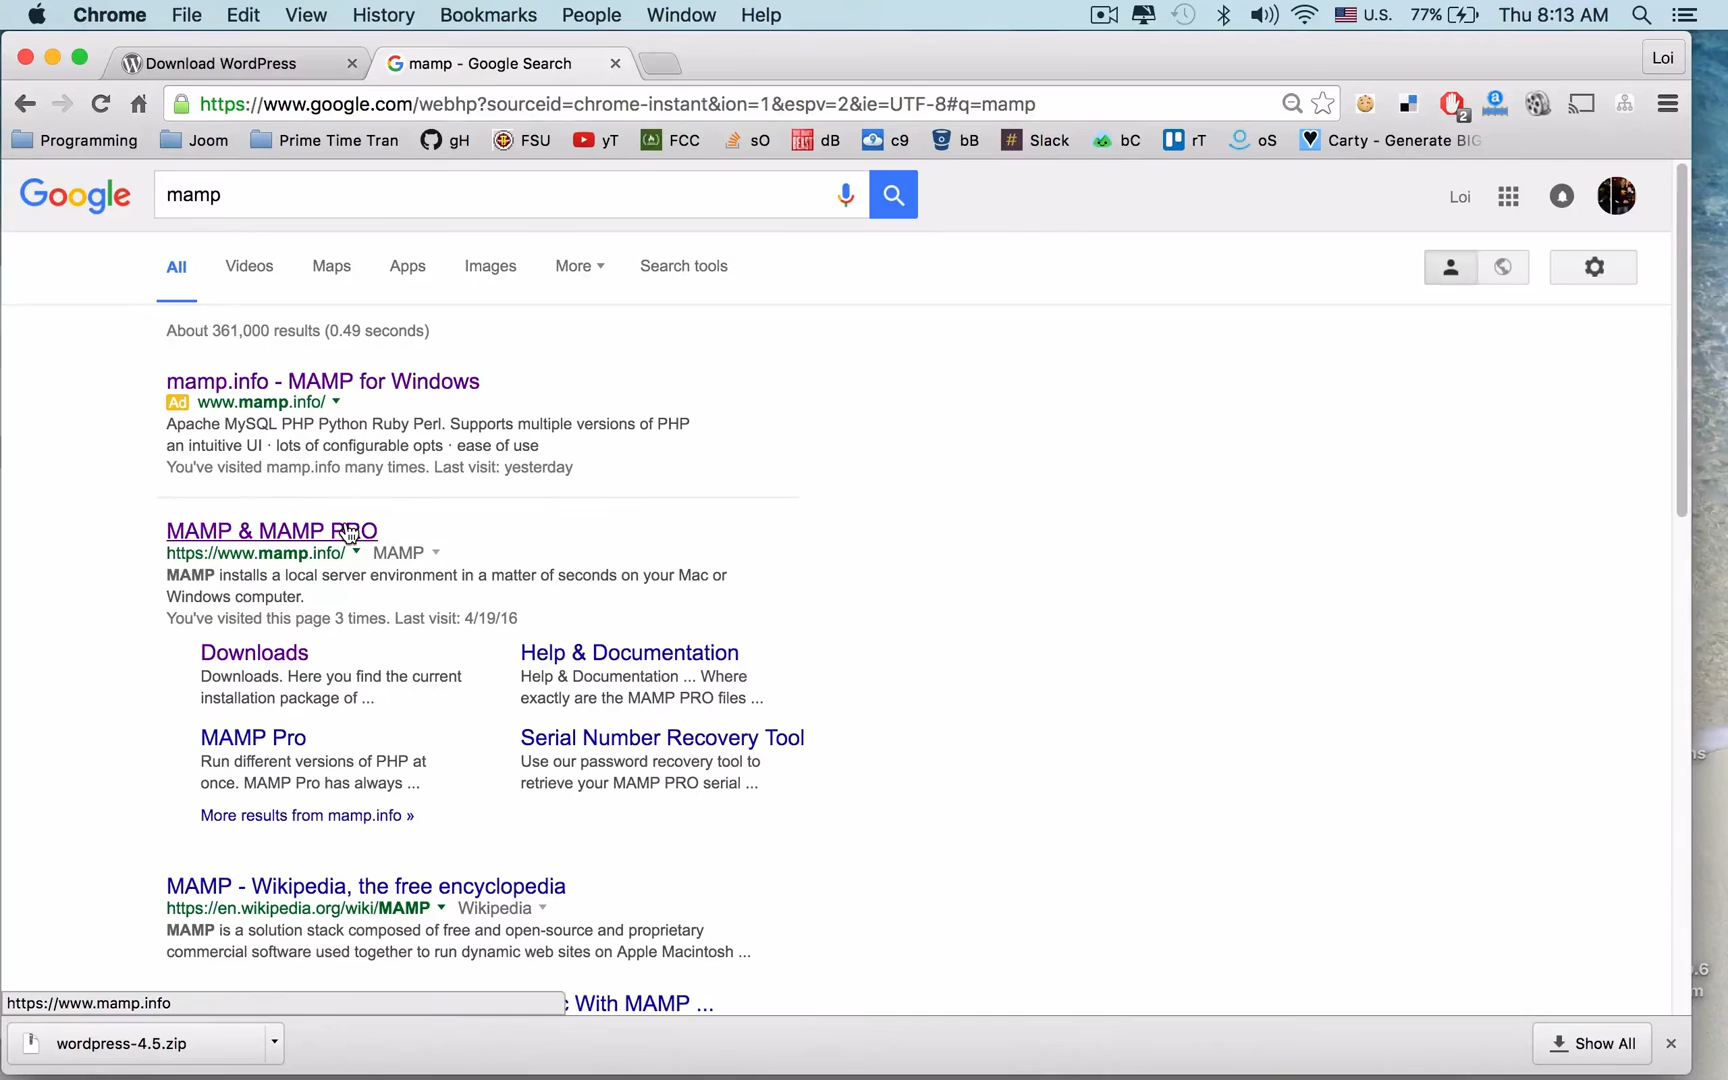 Chrome File Edit View History Bookmarks People Window Help U.S. 77% Thu 8:13 AM
Download WordPress mamp - Google Search Loi
https://www.google.com/webhp?sourceid=chrome-instant&ion=1&espv=2&ie=UTF-8#q=mamp 2
Programming Joom Prime Time Tran gH FSU yT FCC sO dB c9 bB Slack bC rT oS Carty - Generate BIG
Google mamp Loi
All Videos Maps Apps Images More Search tools
About 361,000 results (0.49 seconds)
mamp.info - MAMP for Windows
Ad www.mamp.info/
Apache MySQL PHP Python Ruby Perl. Supports multiple versions of PHP
an intuitive UI · lots of configurable opts · ease of use
You've visited mamp.info many times. Last visit: yesterday
MAMP & MAMP PRO
https://www.mamp.info/ MAMP
MAMP installs a local server environment in a matter of seconds on your Mac or
Windows computer.
You've visited this page 3 times. Last visit: 4/19/16
Downloads
Downloads. Here you find the current
installation package of ...
Help & Documentation
Help & Documentation ... Where
exactly are the MAMP PRO files ...
MAMP Pro
Run different versions of PHP at
once. MAMP Pro has always ...
Serial Number Recovery Tool
Use our password recovery tool to
retrieve your MAMP PRO serial ...
More results from mamp.info »
MAMP - Wikipedia, the free encyclopedia
https://en.wikipedia.org/wiki/MAMP Wikipedia
MAMP is a solution stack composed of free and open-source and proprietary
commercial software used together to run dynamic web sites on Apple Macintosh ...
https://www.mamp.info With MAMP ...
wordpress-4.5.zip Show All